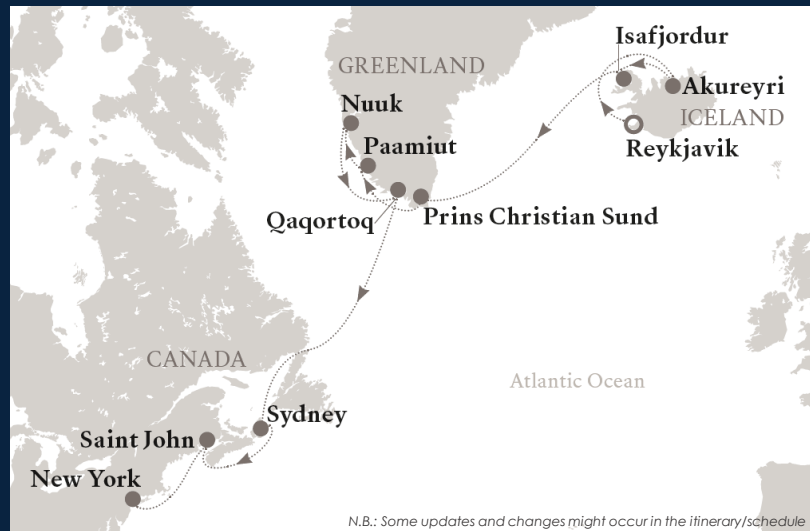 Isafjordur
GREENLAND
Akureyri
Nuuk
ICELAND
Paamiut
Reykjavik
Qaqortoq
Prins Christian Sund
CANADA
Atlantic Ocean
Sydney
Saint John
New York
N.B.: Some updates and changes might occur in the itinerary/schedule